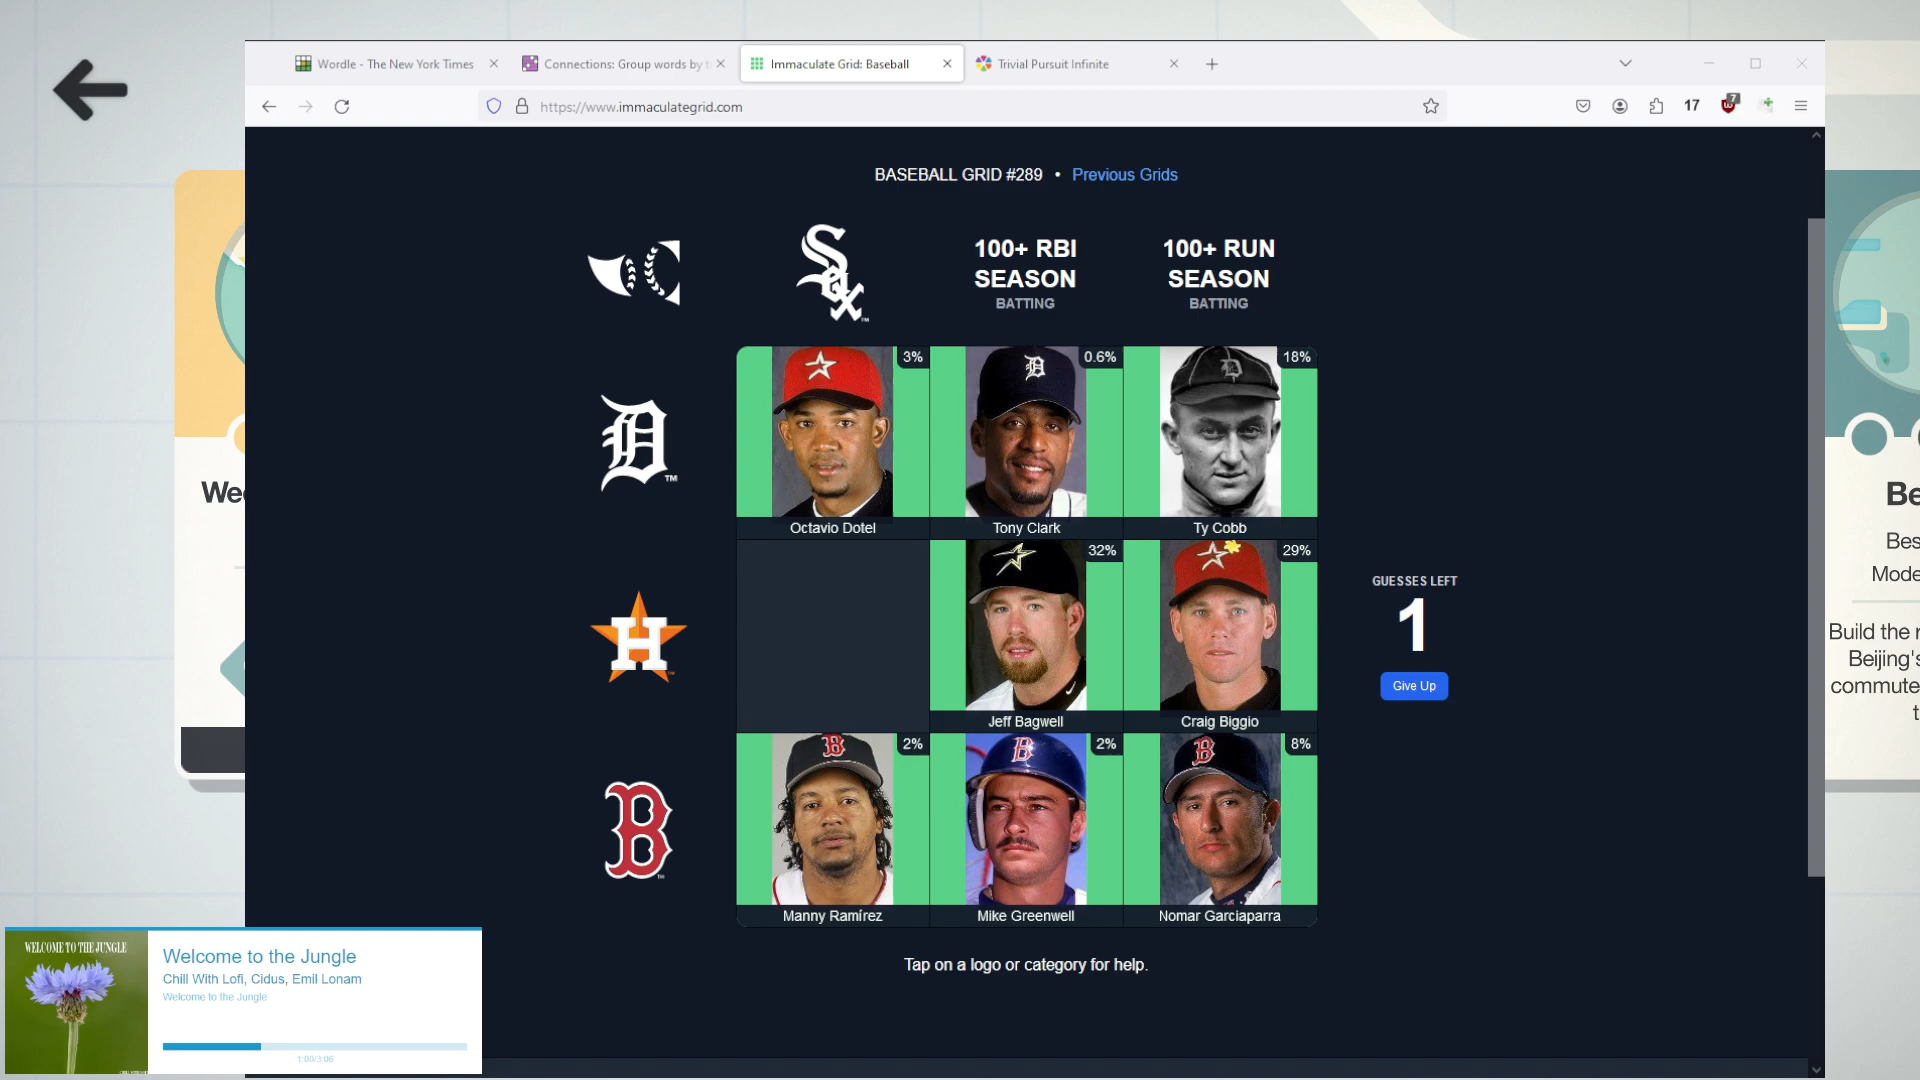 Wordle - The New York Times
Connections: Group words by
Immaculate Grid: Baseball
Trivial Pursuit Infinite
https://www.immaculategrid.com
17
7
BASEBALL GRID #289 • Previous Grids
100+ RBI
SEASON
BATTING
100+ RUN
SEASON
BATTING
3%
0.6%
18%
Octavio Dotel
Tony Clark
Ty Cobb
32%
29%
Jeff Bagwell
Craig Biggio
GUESSES LEFT
1
Give Up
2%
2%
8%
Manny Ramírez
Mike Greenwell
Nomar Garciaparra
Tap on a logo or category for help.
We
Be
Bes
Mode
Build the
Beijing's
commute
WELCOME TO THE JUNGLE
Welcome to the Jungle
Chill With Lofi, Cidus, Emil Lonam
Welcome to the Jungle
1:00/3:06